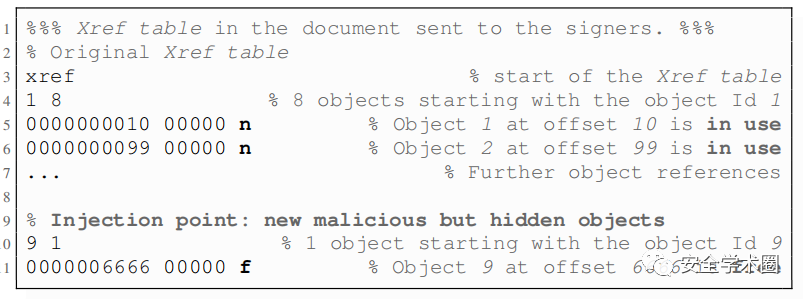 1 %%% Xref table in the document sent to the signers. %%%
2 % Original Xref table
3 xref % start of the Xref table
4 1 8 % 8 objects starting with the object Id 1
5 0000000010 00000 n % Object 1 at offset 10 is in use
6 0000000099 00000 n % Object 2 at offset 99 is in use
7 ... % Further object references
8
9 % Injection point: new malicious but hidden objects
10 9 1 % 1 object starting with the object Id 9
11 0000006666 00000 f % Object 9 at offset
安全学术圈